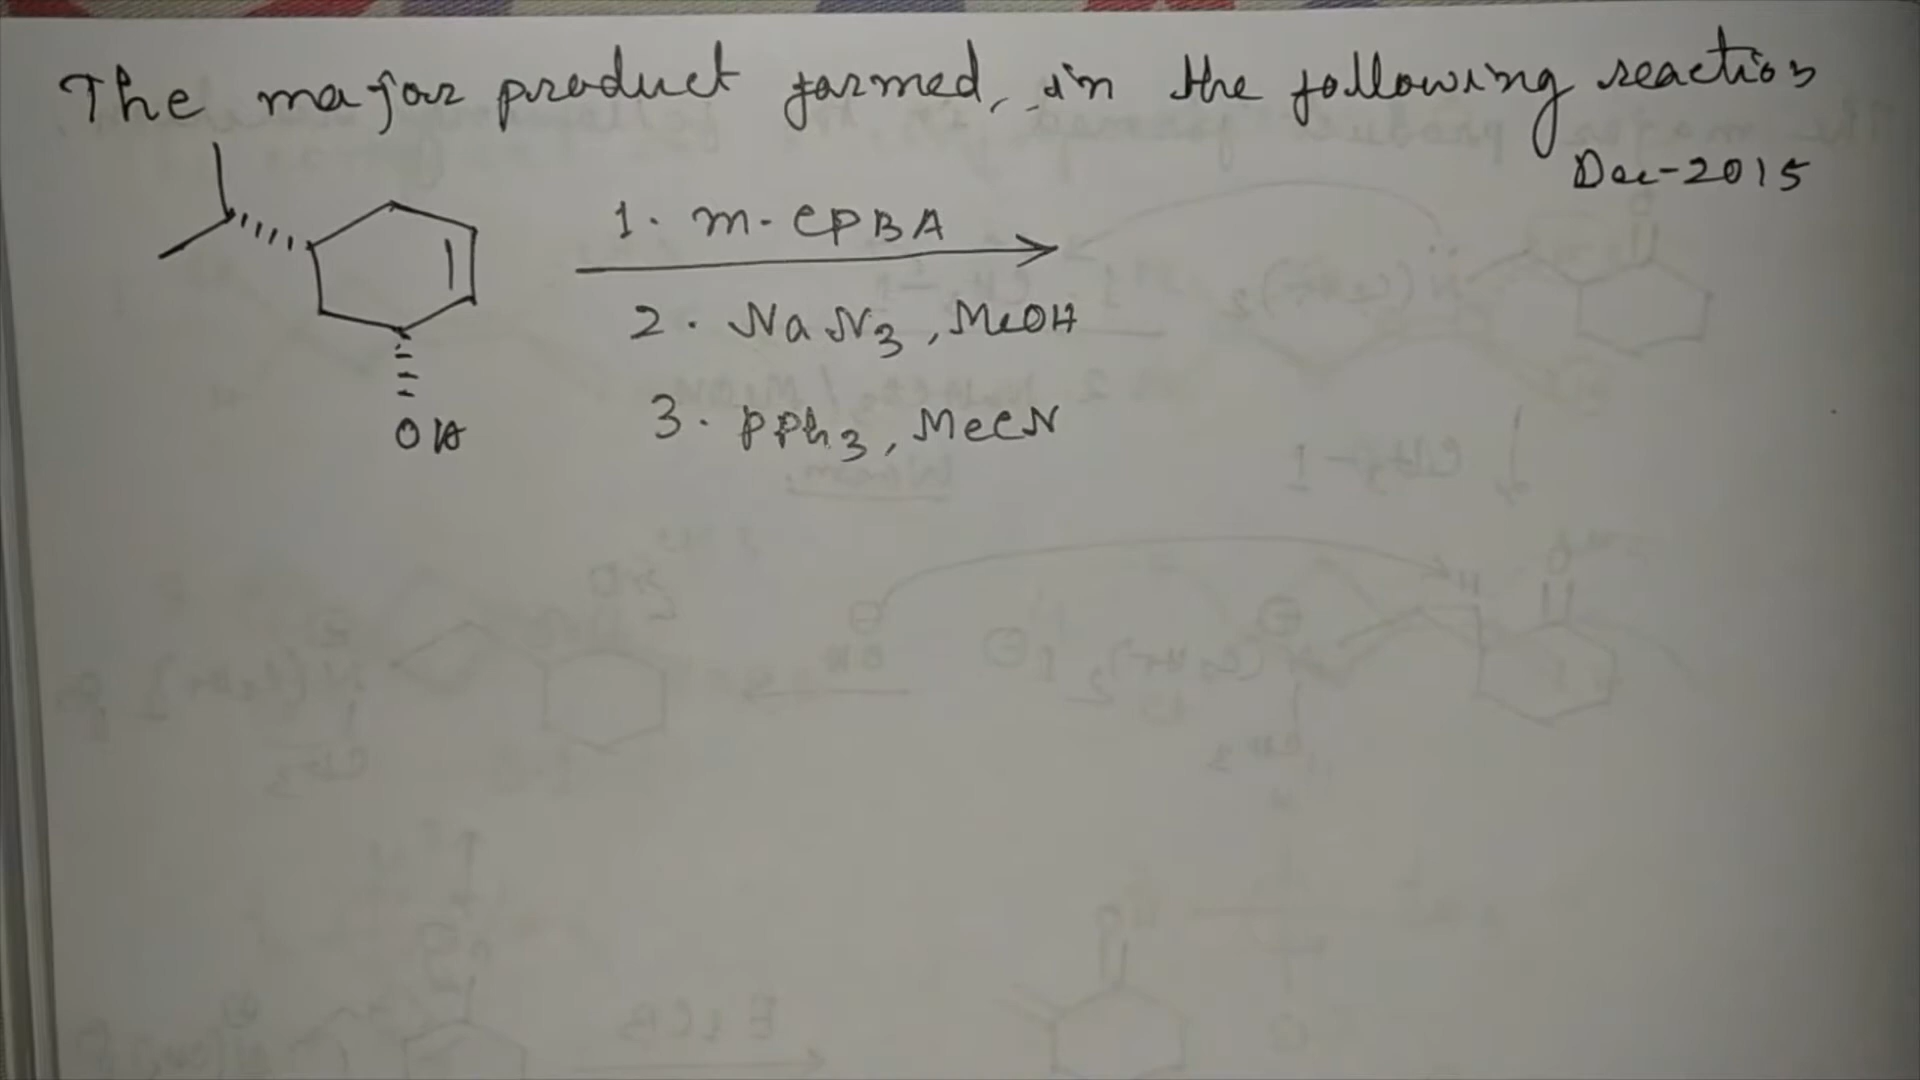 The major product formed, in the following reaction
Dec-2015
1. m-CPBA
2. NaN3, MeOH
3. PPh3, MeCN
OH